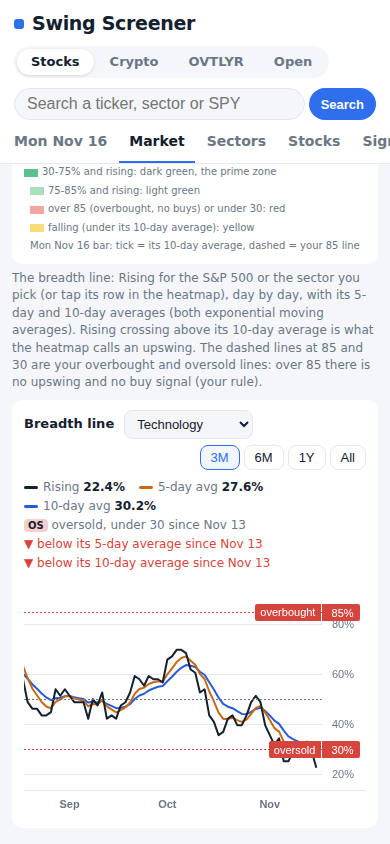 Swing Screener
Stocks Crypto OVTLYR Open
Search a ticker, sector or SPY Search
Mon Nov 16 Market Sectors Stocks Sig
30-75% and rising: dark green, the prime zone
75-85% and rising: light green
over 85 (overbought, no buys) or under 30: red
falling (under its 10-day average): yellow
Mon Nov 16 bar: tick = its 10-day average, dashed = your 85 line
The breadth line: Rising for the S&P 500 or the sector you
pick (or tap its row in the heatmap), day by day, with its 5-
day and 10-day averages (both exponential moving
averages). Rising crossing above its 10-day average is what
the heatmap calls an upswing. The dashed lines at 85 and
30 are your overbought and oversold lines: over 85 there is
no upswing and no buy signal (your rule).
Breadth line Technology
3M 6M 1Y All
Rising 22.4% 5-day avg 27.6%
10-day avg 30.2%
OS oversold, under 30 since Nov 13
▼ below its 5-day average since Nov 13
▼ below its 10-day average since Nov 13
overbought 85%
80%
60%
40%
oversold 30%
20%
Sep Oct Nov